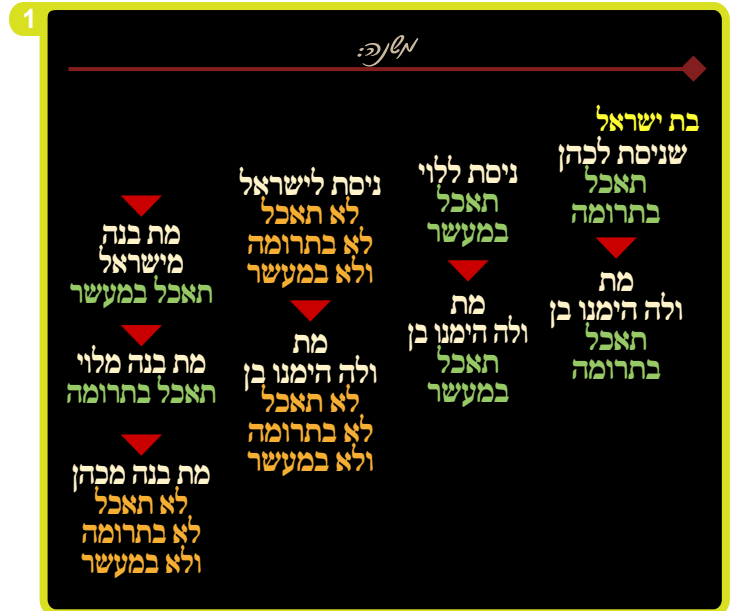 1
משנה:
בת ישראל
שניסת לכהן
תאכל
בתרומה
מת
ולה הימנו בן
תאכל
בתרומה
ניסת ללוי
תאכל
במעשר
מת
ולה הימנו בן
תאכל
במעשר
ניסת לישראל
לא תאכל
לא בתרומה
ולא במעשר
מת
ולה הימנו בן
לא תאכל
לא בתרומה
ולא במעשר
מת בנה
מישראל
תאכל במעשר
מת בנה מלוי
תאכל בתרומה
מת בנה מכהן
לא תאכל
לא בתרומה
ולא במעשר